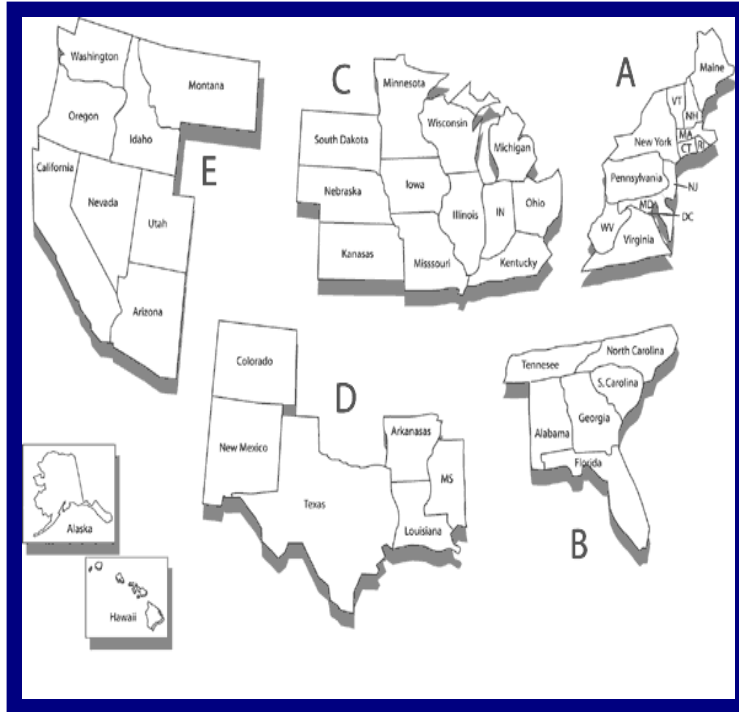 Washington
Montana
Oregon
Idaho
California
Nevada
Utah
Arizona
E
C
Minnesota
Wisconsin
Michigan
South Dakota
Nebraska
Iowa
Illinois
IN
Ohio
Kanasas
Misssouri
Kentucky
A
Maine
VT
NH
New York
MA
CT
RI
Pennsylvania
NJ
MD
DC
WV
Virginia
Colorado
D
New Mexico
Texas
Arkanasas
MS
Louisiana
Tennesee
North Carolina
S. Carolina
Alabama
Georgia
Florida
B
Alaska
Hawaii